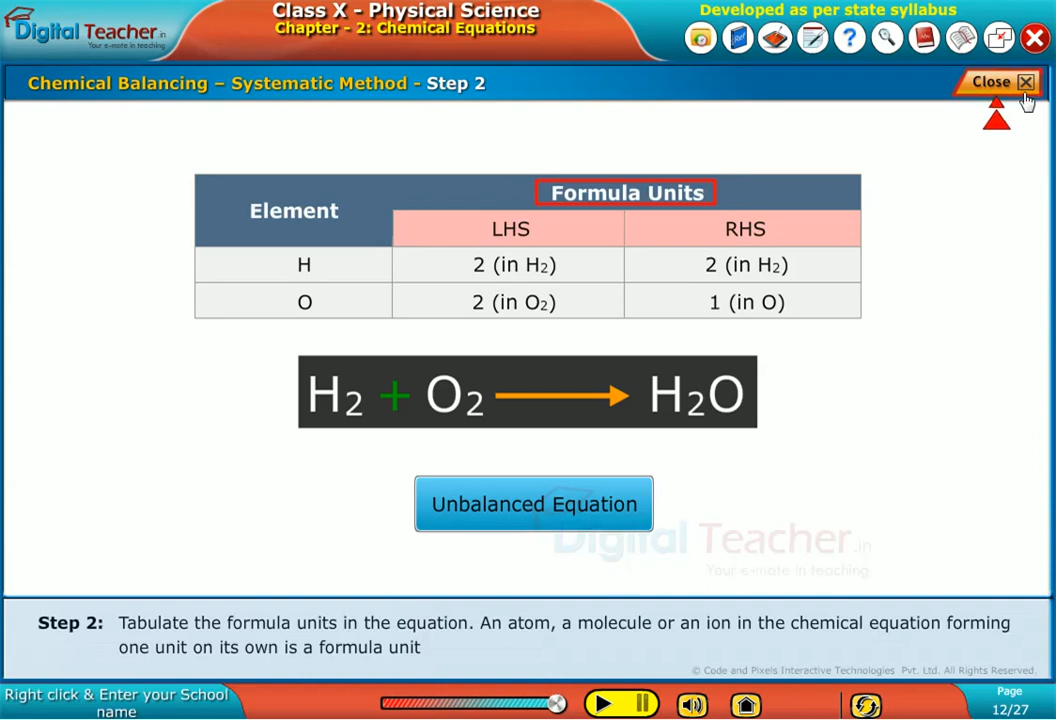 Digital Teacher.in
Your e-mate in teaching
Class X - Physical Science
Chapter - 2: Chemical Equations
Developed as per state syllabus
Chemical Balancing – Systematic Method - Step 2
Close
Element
Formula Units
LHS
RHS
H
2 (in H₂)
2 (in H₂)
O
2 (in O₂)
1 (in O)
H₂ + O₂ → H₂O
Unbalanced Equation
Digital Teacher.in
Your e-mate in teaching
Step 2: Tabulate the formula units in the equation. An atom, a molecule or an ion in the chemical equation forming
one unit on its own is a formula unit
© Code and Pixels Interactive Technologies Pvt. Ltd. All Rights Reserved.
Right click & Enter your School
name
Page
12/27